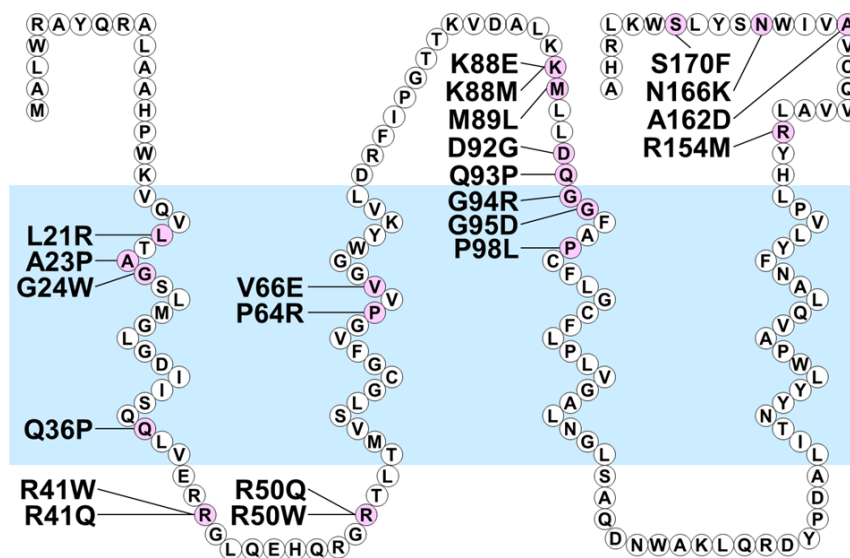 MALWRAYQRALAAHPWKVQVLTAGSLMGLGDIISQQLVERRGLQEHQRGRTLTMVSLGCGFVGPVVGGWYKVLDRFIPGTTKVDALKKMLLDQGGFAPCFLGCFLPLVGALNGLSAQDNWAKLQRDYPDALITNYYLWPAVQLANFYLVPLHYRLAVVQCVAVIWNSYLSWKLRHA
L21R
A23P
G24W
Q36P
R41W
R41Q
R50Q
R50W
V66E
P64R
K88E
K88M
M89L
D92G
Q93P
G94R
G95D
P98L
S170F
N166K
A162D
R154M